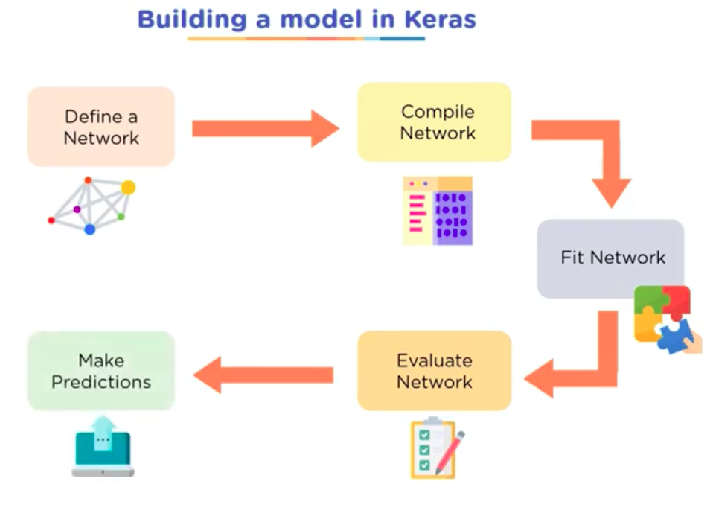 Building a model in Keras
Define a
Network
Compile
Network
Fit Network
Evaluate
Network
Make
Predictions